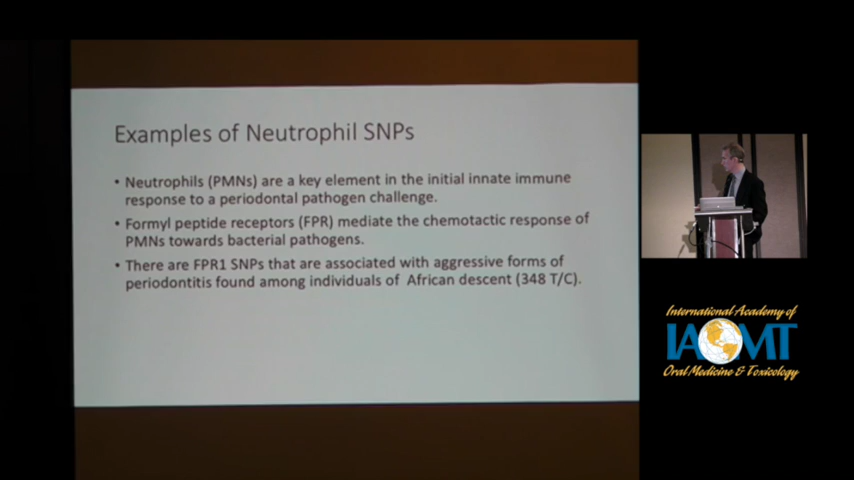 Examples of Neutrophil SNPs
• Neutrophils (PMNs) are a key element in the initial innate immune
response to a periodontal pathogen challenge.
• Formyl peptide receptors (FPR) mediate the chemotactic response of
PMNs towards bacterial pathogens.
• There are FPR1 SNPs that are associated with aggressive forms of
periodontitis found among individuals of African descent (348 T/C).
International Academy of
IAOMT
Oral Medicine & Toxicology